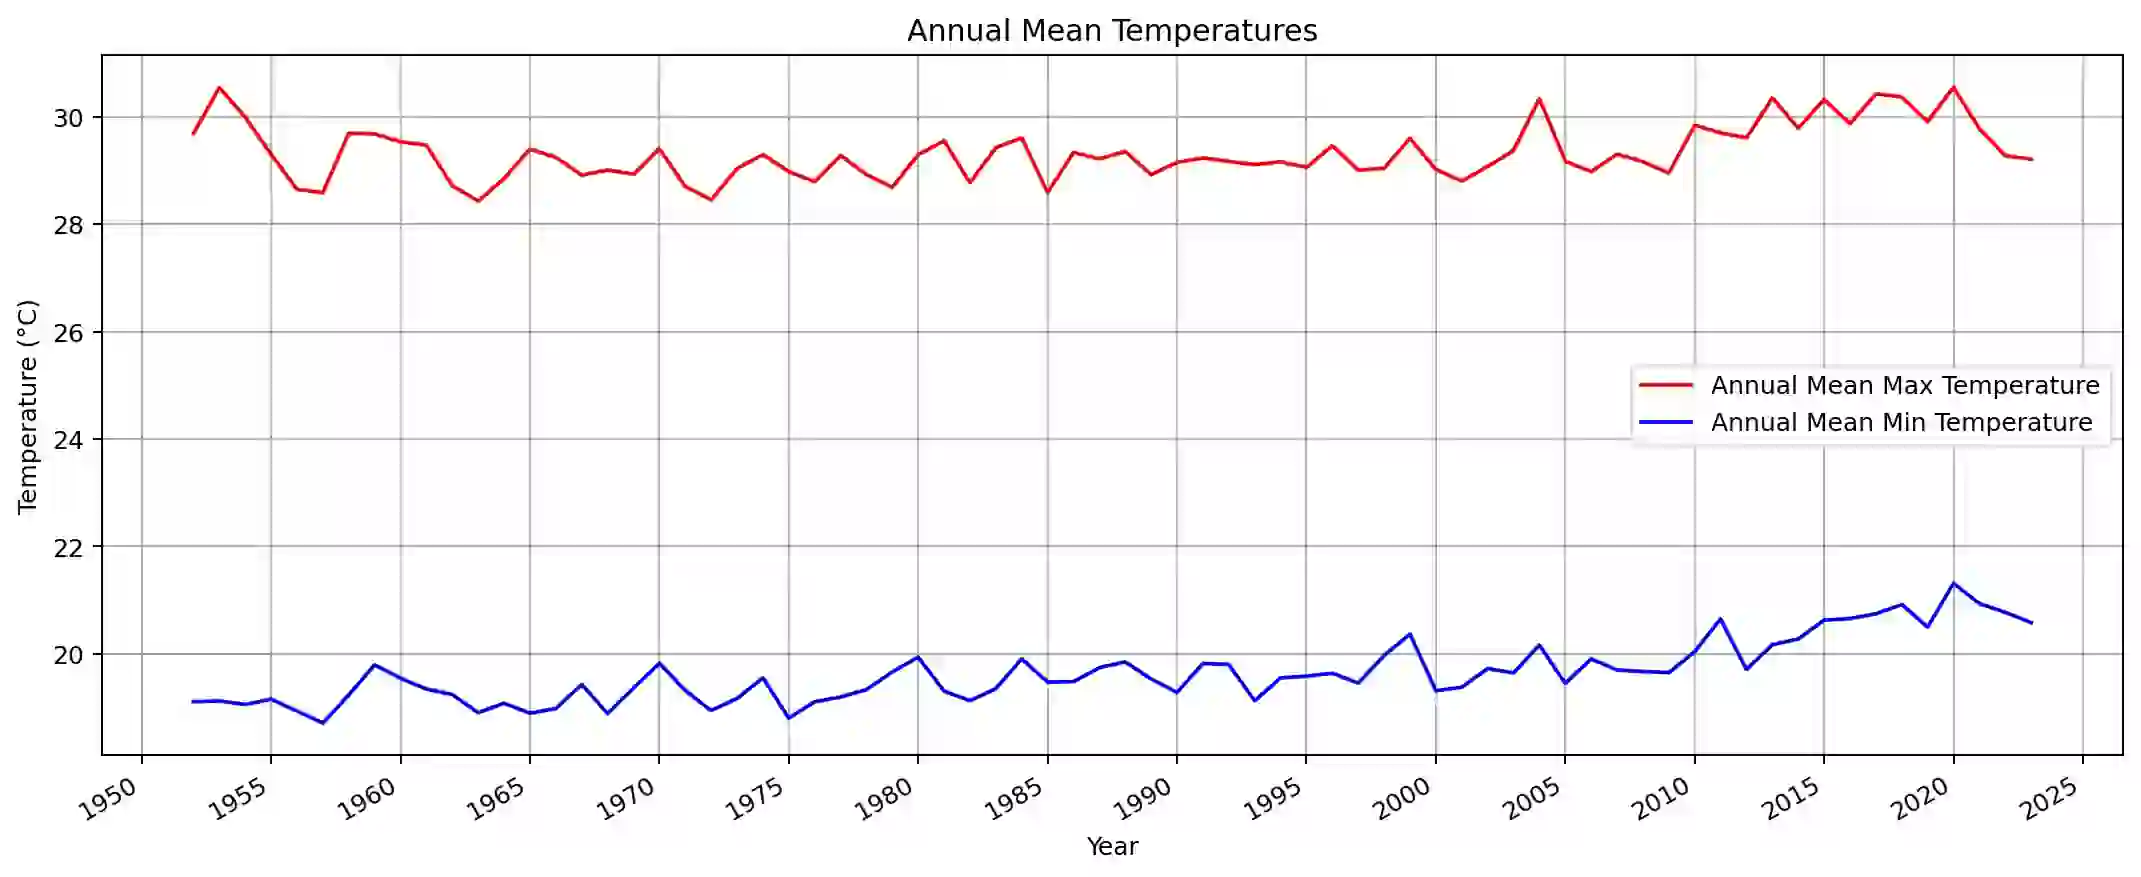 Annual Mean Temperatures
30
28
26
24
22
20
Temperature (°C)
Annual Mean Max Temperature
Annual Mean Min Temperature
1950 1955 1960 1965 1970 1975 1980 1985 1990 1995 2000 2005 2010 2015 2020 2025
Year